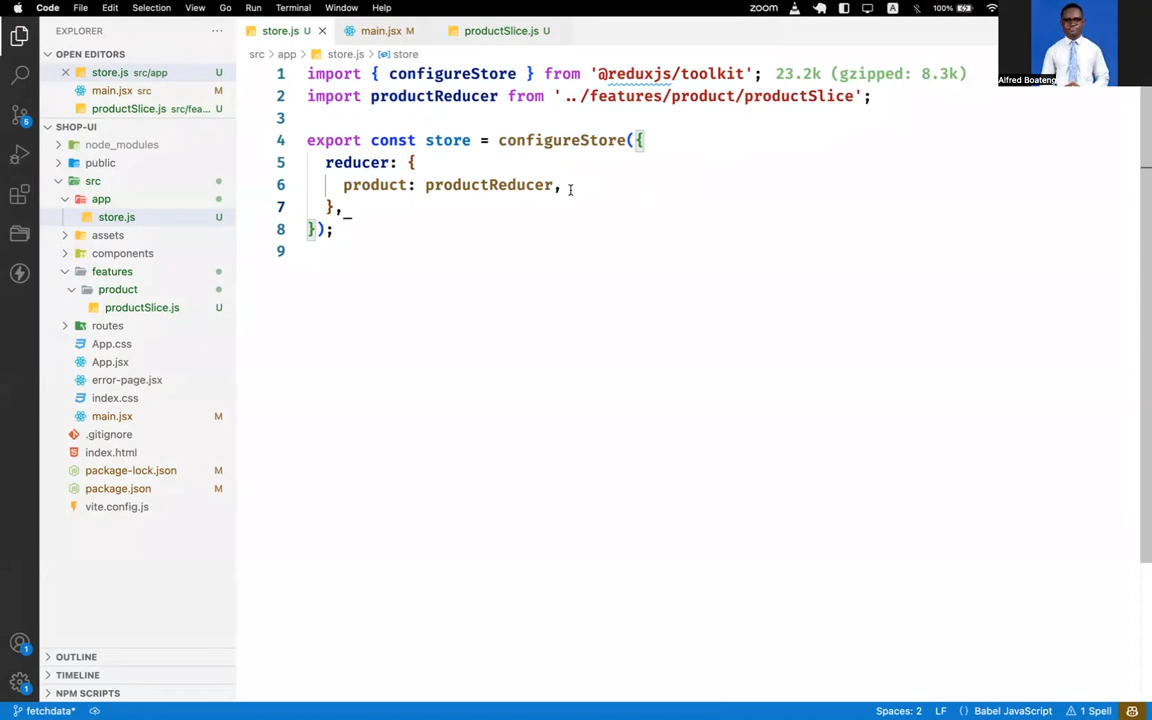 Code File Edit Selection View Go Run Terminal Window Help
zoom A 100%
EXPLORER ...
store.js U
main.jsx M
productSlice.js U
OPEN EDITORS
src > app > store.js > store
store.js src/app U
main.jsx src M
productSlice.js src/fea... U
SHOP-UI
node_modules
public
src
app
store.js U
assets
components
features
product
productSlice.js U
routes
App.css
App.jsx
error-page.jsx
index.css
main.jsx M
.gitignore
index.html
package-lock.json M
package.json M
vite.config.js
OUTLINE
TIMELINE
NPM SCRIPTS
1 import { configureStore } from '@reduxjs/toolkit'; 23.2k (gzipped: 8.3k)
2 import productReducer from '../features/product/productSlice';
3
4 export const store = configureStore({
5 reducer: {
6 product: productReducer,
7 },
8 });
9
Alfred Boateng
5
1
1
fetchdata*
Spaces: 2 LF {} Babel JavaScript 1 Spell